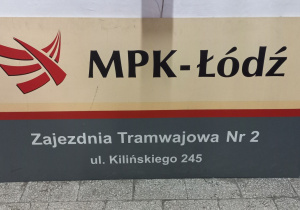 MPK-Łódź
Zajezdnia Tramwajowa Nr 2
ul. Kilińskiego 245